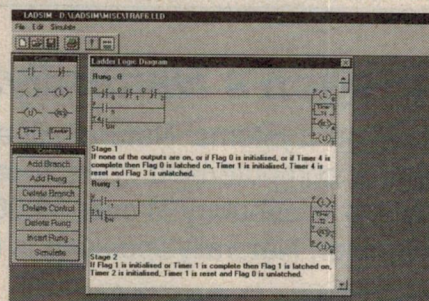 LADSIM - D:\LADSIM\MISC\TRAF6.LLD
File Edit Simulate
Ladder Logic Diagram
Rung 0
Stage 1
If none of the outputs are on, or if Flag 0 is initialised, or if Timer 4 is
complete then Flag 0 is latched on, Timer 1 is initialised, Timer 4 is
reset and Flag 3 is unlatched.
Rung 1
Stage 2
If Flag 1 is initialised or Timer 1 is complete then Flag 1 is latched on,
Timer 2 is initialised, Timer 1 is reset and Flag 0 is unlatched.
Timer Counter
Add Branch
Add Rung
Delete Branch
Delete Control
Delete Rung
Insert Rung
Simulate